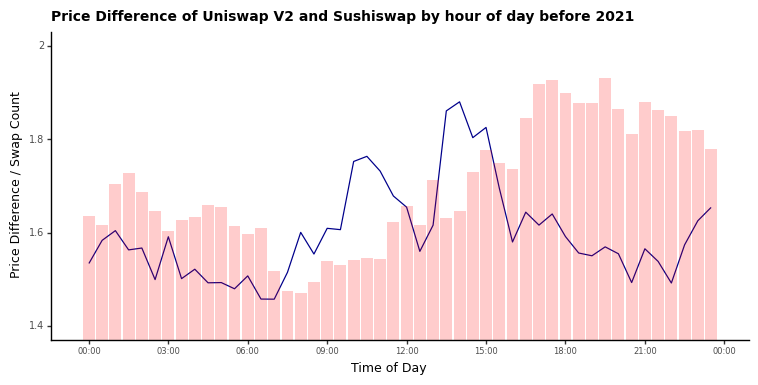 Price Difference of Uniswap V2 and Sushiswap by hour of day before 2021
Price Difference / Swap Count
2
1.8
1.6
1.4
00:00 03:00 06:00 09:00 12:00 15:00 18:00 21:00 00:00
Time of Day